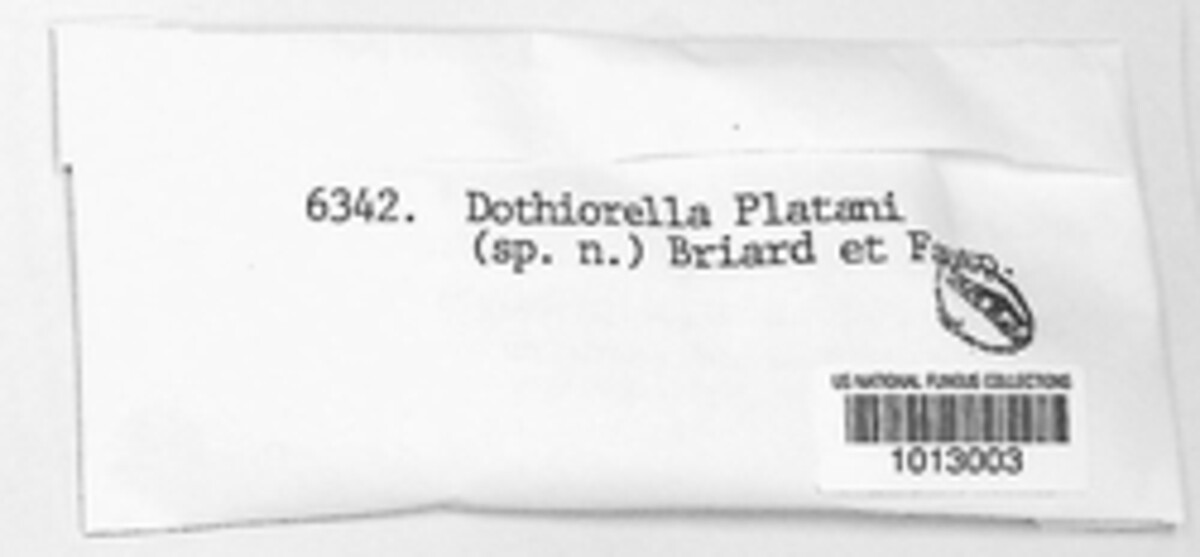 6342. Dothiorella Platani
(sp. n.) Briard et
US NATIONAL FUNGUS COLLECTIONS
1013003